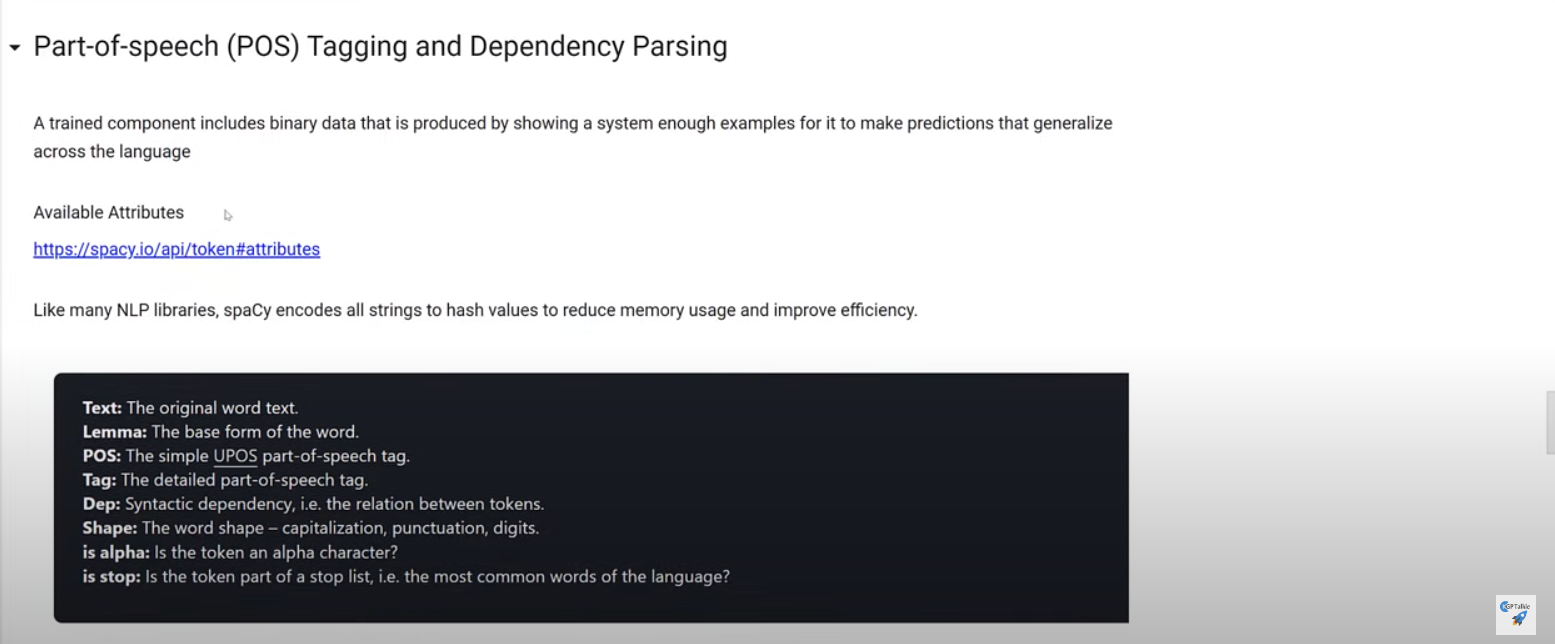 Part-of-speech (POS) Tagging and Dependency Parsing
A trained component includes binary data that is produced by showing a system enough examples for it to make predictions that generalize
across the language
Available Attributes
https://spacy.io/api/token#attributes
Like many NLP libraries, spaCy encodes all strings to hash values to reduce memory usage and improve efficiency.
Text: The original word text.
Lemma: The base form of the word.
POS: The simple UPOS part-of-speech tag.
Tag: The detailed part-of-speech tag.
Dep: Syntactic dependency, i.e. the relation between tokens.
Shape: The word shape – capitalization, punctuation, digits.
is alpha: Is the token an alpha character?
is stop: Is the token part of a stop list, i.e. the most common words of the language?
KGP Talkie